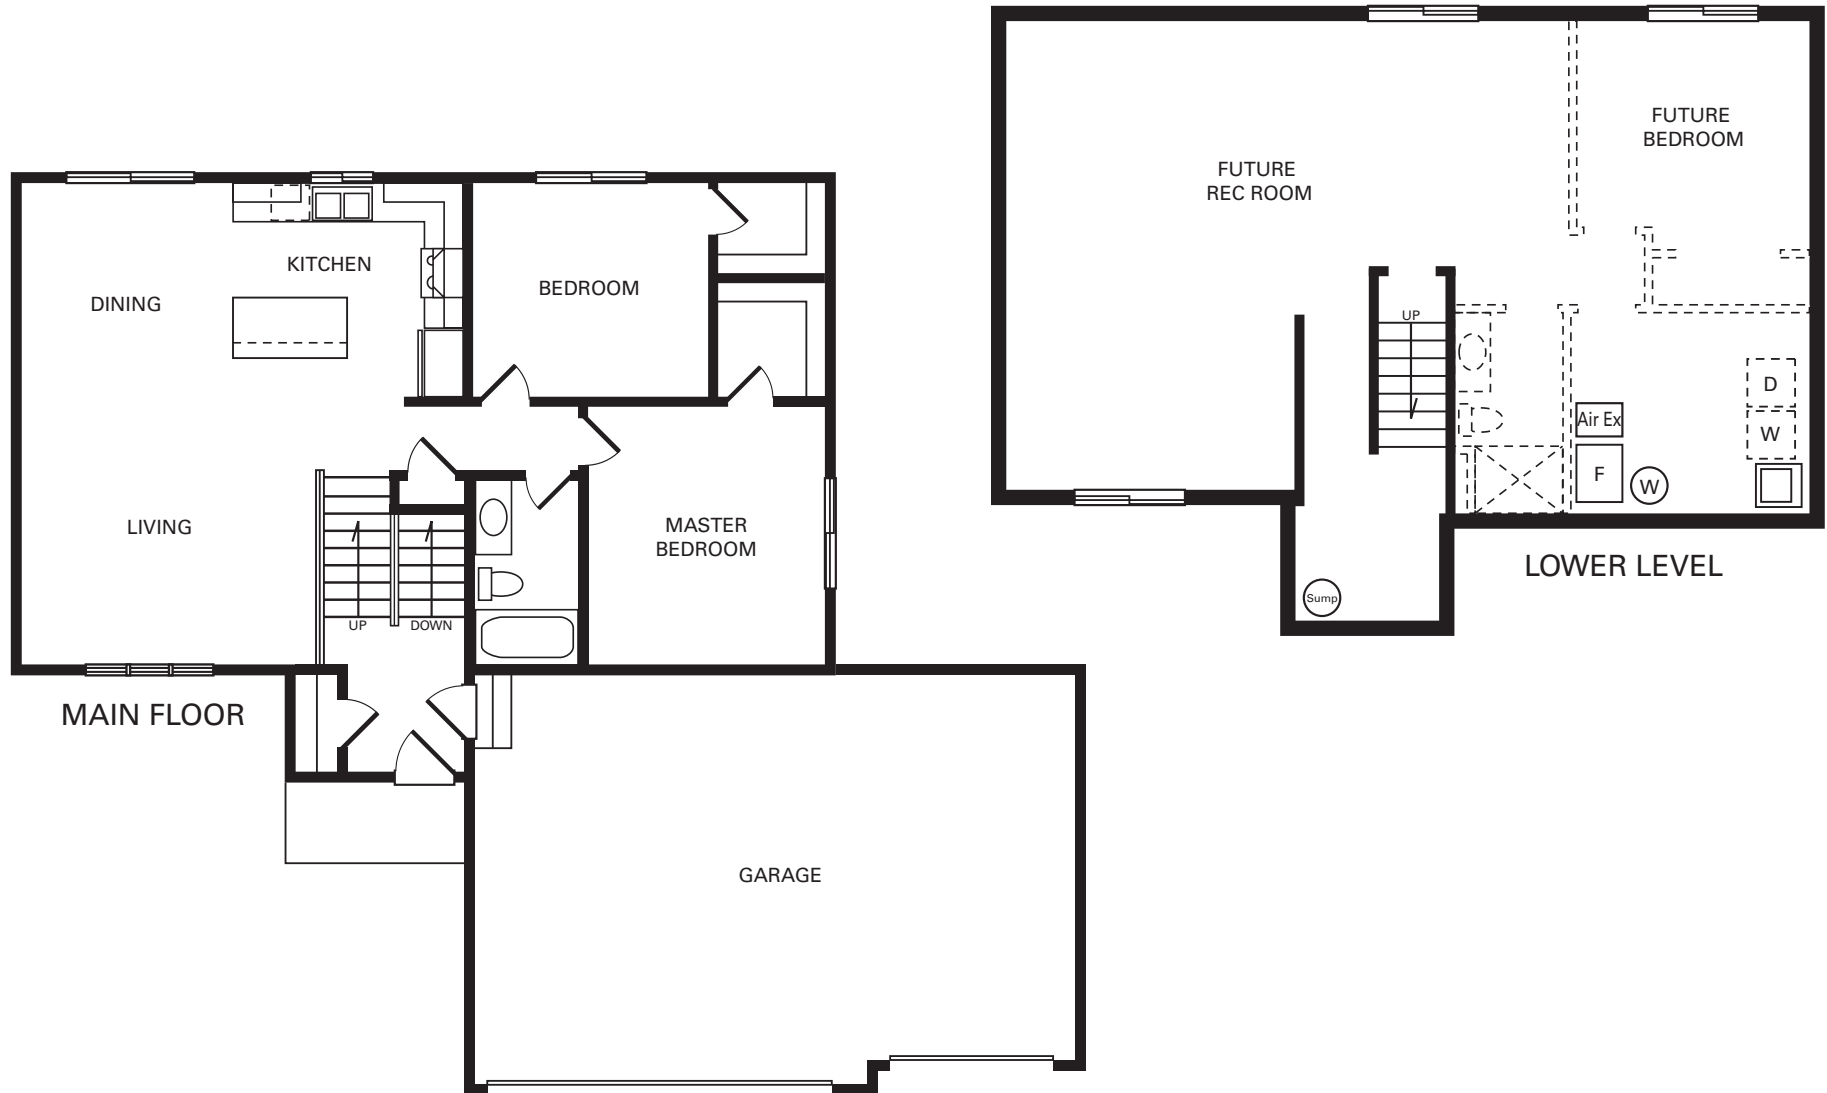 KITCHEN
DINING
BEDROOM
LIVING
MASTER
BEDROOM
UP
DOWN
MAIN FLOOR
GARAGE
FUTURE
REC ROOM
FUTURE
BEDROOM
UP
D
W
Air Ex
F
W
Sump
LOWER LEVEL